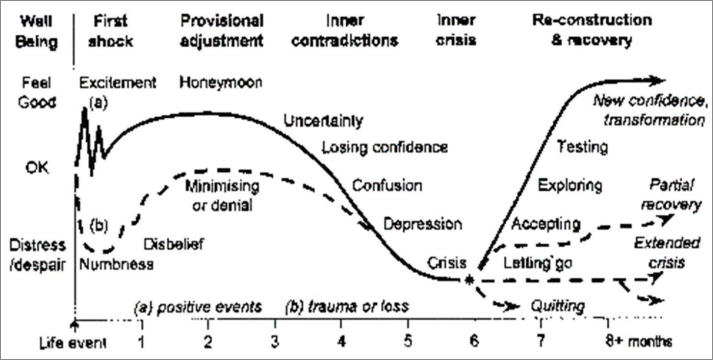 Well Being
First shock
Provisional adjustment
Inner contradictions
Inner crisis
Re-construction & recovery
Feel Good
Excitement
Honeymoon
(a)
New confidence, transformation
Uncertainty
Losing confidence
Testing
OK
Minimising or denial
Confusion
Exploring
Partial recovery
(b)
Depression
Accepting
Distress /despair
Disbelief
Numbness
Crisis
Letting go
Extended crisis
(a) positive events
(b) trauma or loss
Quitting
Life event
1 2 3 4 5 6 7 8+ months